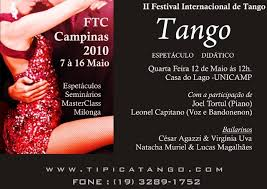 II Festival Internacional de Tango
FTC
Campinas
2010
7 à 16 Maio
Espetáculos
Seminários
MasterClass
Milonga
Tango
ESPETÁCULO DIDÁTICO
Quarta Feira 12 de Maio ás 12h.
Casa do Lago -UNICAMP
Com a participação de
Joel Tortul (Piano)
Leonel Capitano (Voz e Bandonenon)
Bailarinos
César Agazzi & Virginia Uva
Natacha Muriel & Lucas Magalhães
WWW.TIPICATANGO.COM
FONE : (19) 3289-1752